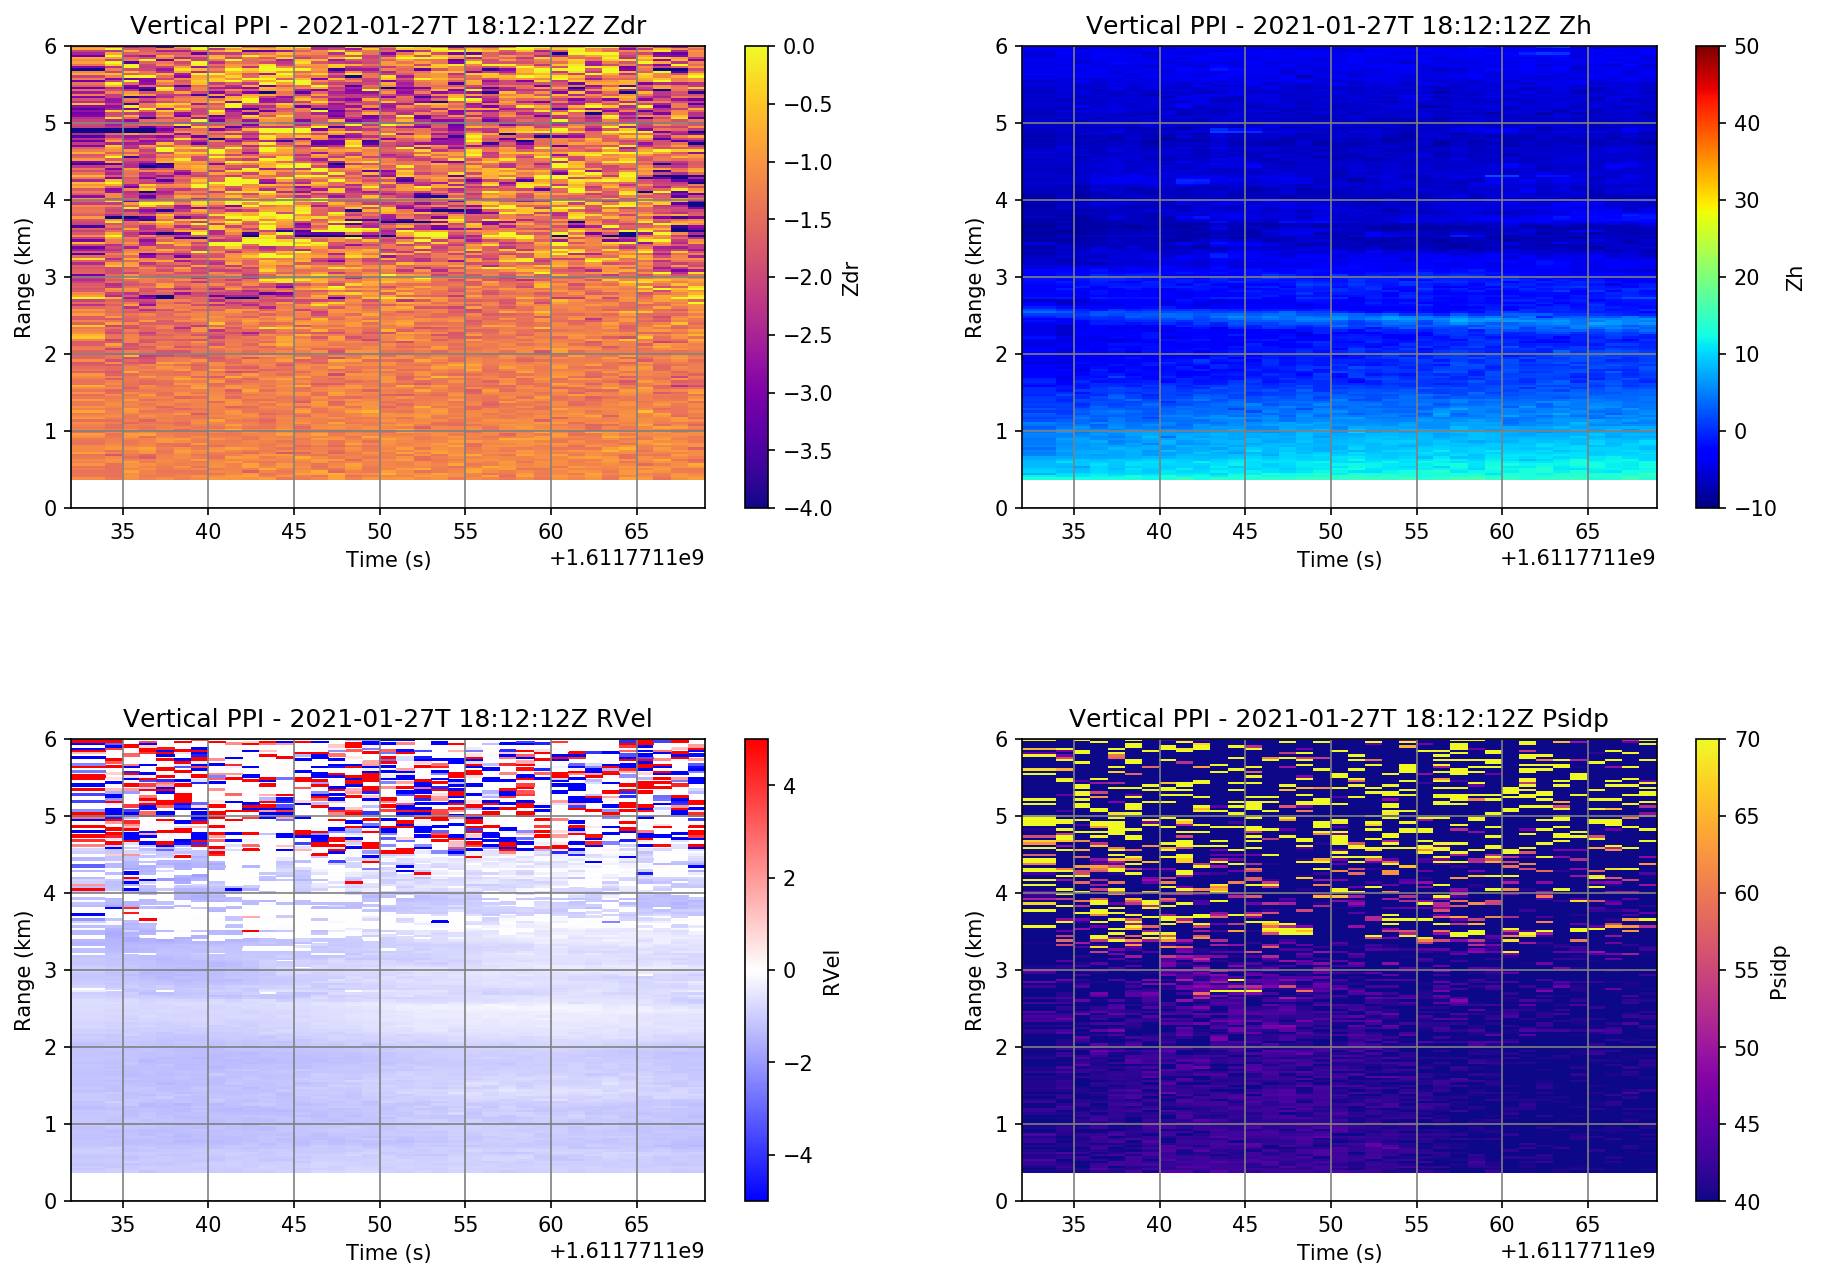 Vertical PPI - 2021-01-27T 18:12:12Z Zdr
6
5
4
3
2
1
0
Range (km)
35 40 45 50 55 60 65
Time (s)
+1.6117711e9
0.0
−0.5
−1.0
−1.5
−2.0
−2.5
−3.0
−3.5
−4.0
Zdr
Vertical PPI - 2021-01-27T 18:12:12Z Zh
6
5
4
3
2
1
0
Range (km)
35 40 45 50 55 60 65
Time (s)
+1.6117711e9
50
40
30
20
10
0
−10
Zh
Vertical PPI - 2021-01-27T 18:12:12Z RVel
6
5
4
3
2
1
0
Range (km)
35 40 45 50 55 60 65
Time (s)
+1.6117711e9
4
2
0
−2
−4
RVel
Vertical PPI - 2021-01-27T 18:12:12Z Psidp
6
5
4
3
2
1
0
Range (km)
35 40 45 50 55 60 65
Time (s)
+1.6117711e9
70
65
60
55
50
45
40
Psidp